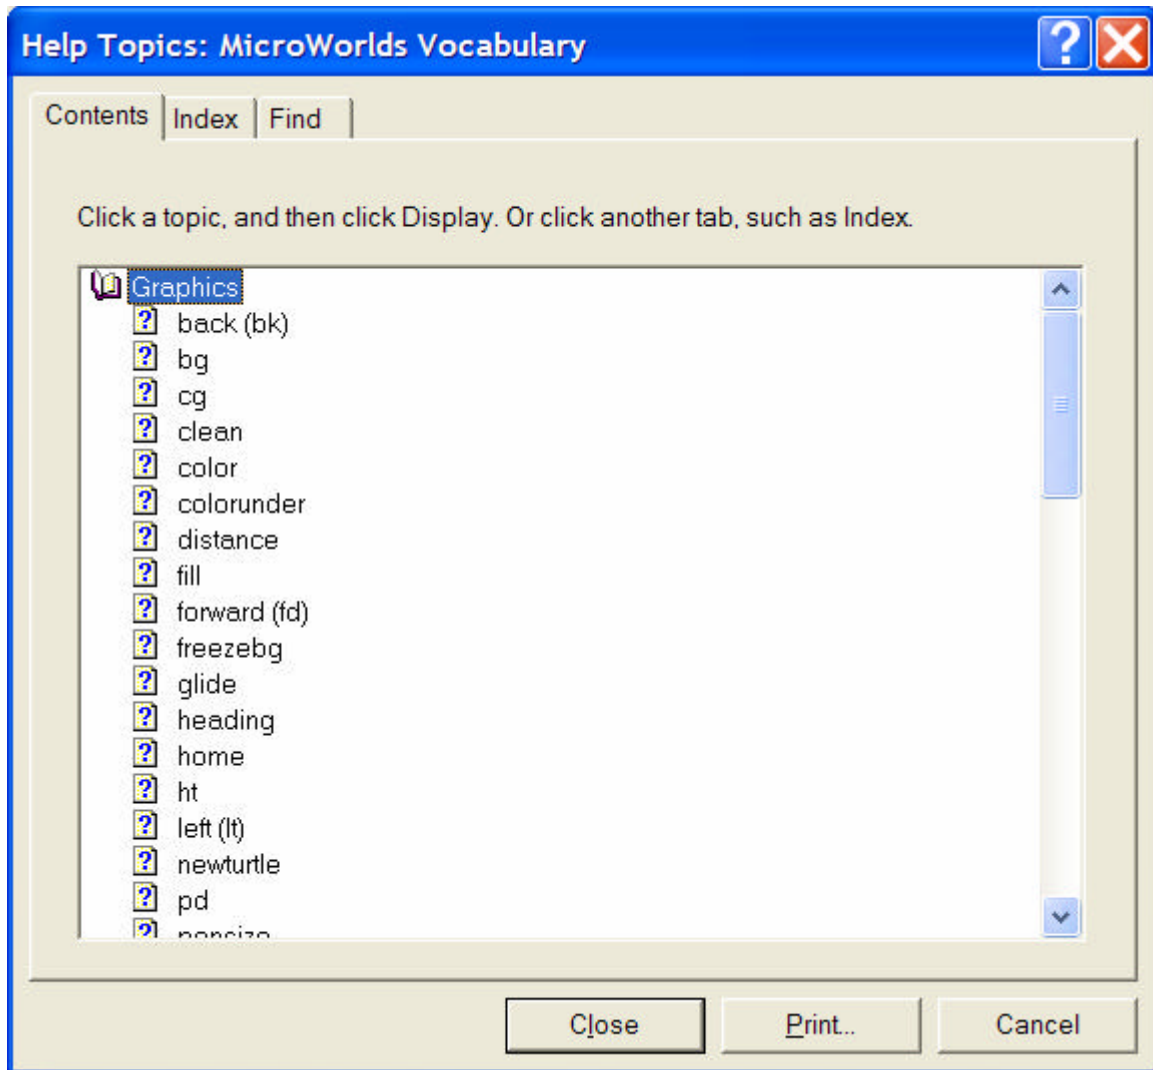 Help Topics: MicroWorlds Vocabulary
Contents Index Find
Click a topic, and then click Display. Or click another tab, such as Index.
Graphics
back (bk)
bg
cg
clean
color
colorunder
distance
fill
forward (fd)
freezebg
glide
heading
home
ht
left (lt)
newturtle
pd
pensize
Close Print... Cancel